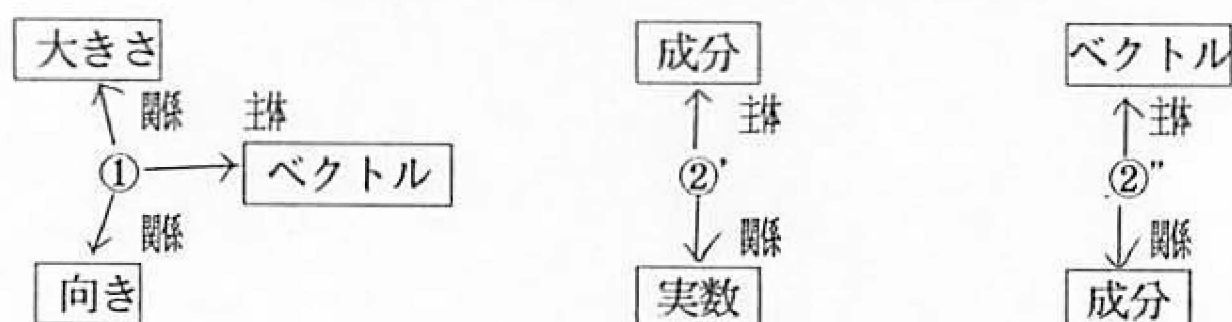 大きさ
関係 主体
① ベクトル
関係
向き
成分
主体
②'
関係
実数
ベクトル
主体
②"
関係
成分